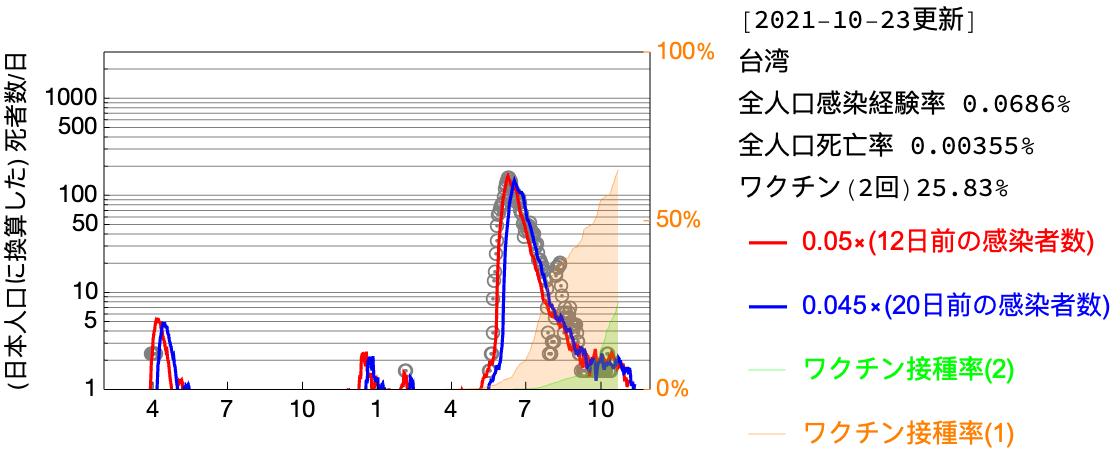 [2021-10-23更新]
台湾
全人口感染経験率 0.0686%
全人口死亡率 0.00355%
ワクチン(2回)25.83%
0.05×(12日前の感染者数)
0.045×(20日前の感染者数)
ワクチン接種率(2)
ワクチン接種率(1)
(日本人口に換算した) 死者数/日
1000
500
100
50
10
5
1
100%
50%
0%
4 7 10 1 4 7 10